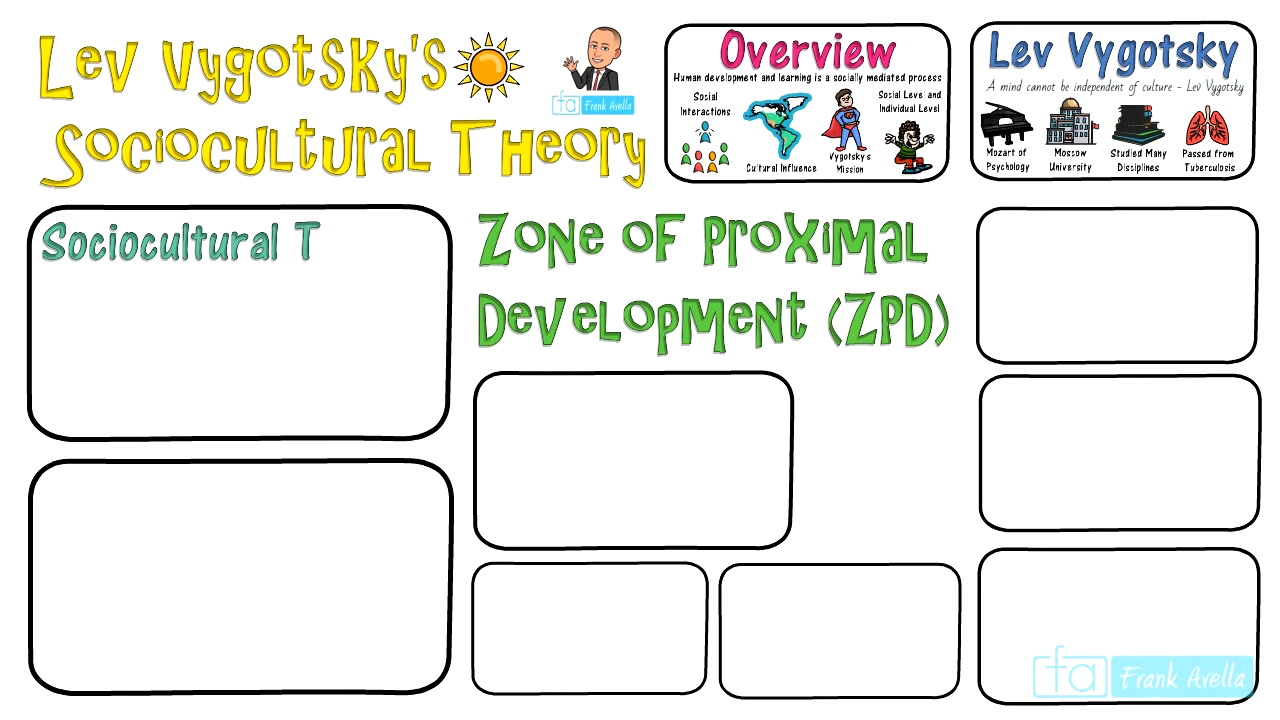 Lev Vygotsky's
Sociocultural Theory
fa Frank Avella
Overview
Human development and learning is a socially mediated process
Social
Interactions
Cultural Influence
Vygotsky's
Mission
Social Level and
Individual Level
Lev Vygotsky
A mind cannot be independent of culture - Lev Vygotsky
Mozart of
Psychology
Moscow
University
Studied Many
Disciplines
Passed from
Tuberculosis
Sociocultural T
Zone of Proximal
Development (ZPD)
fa Frank Avella